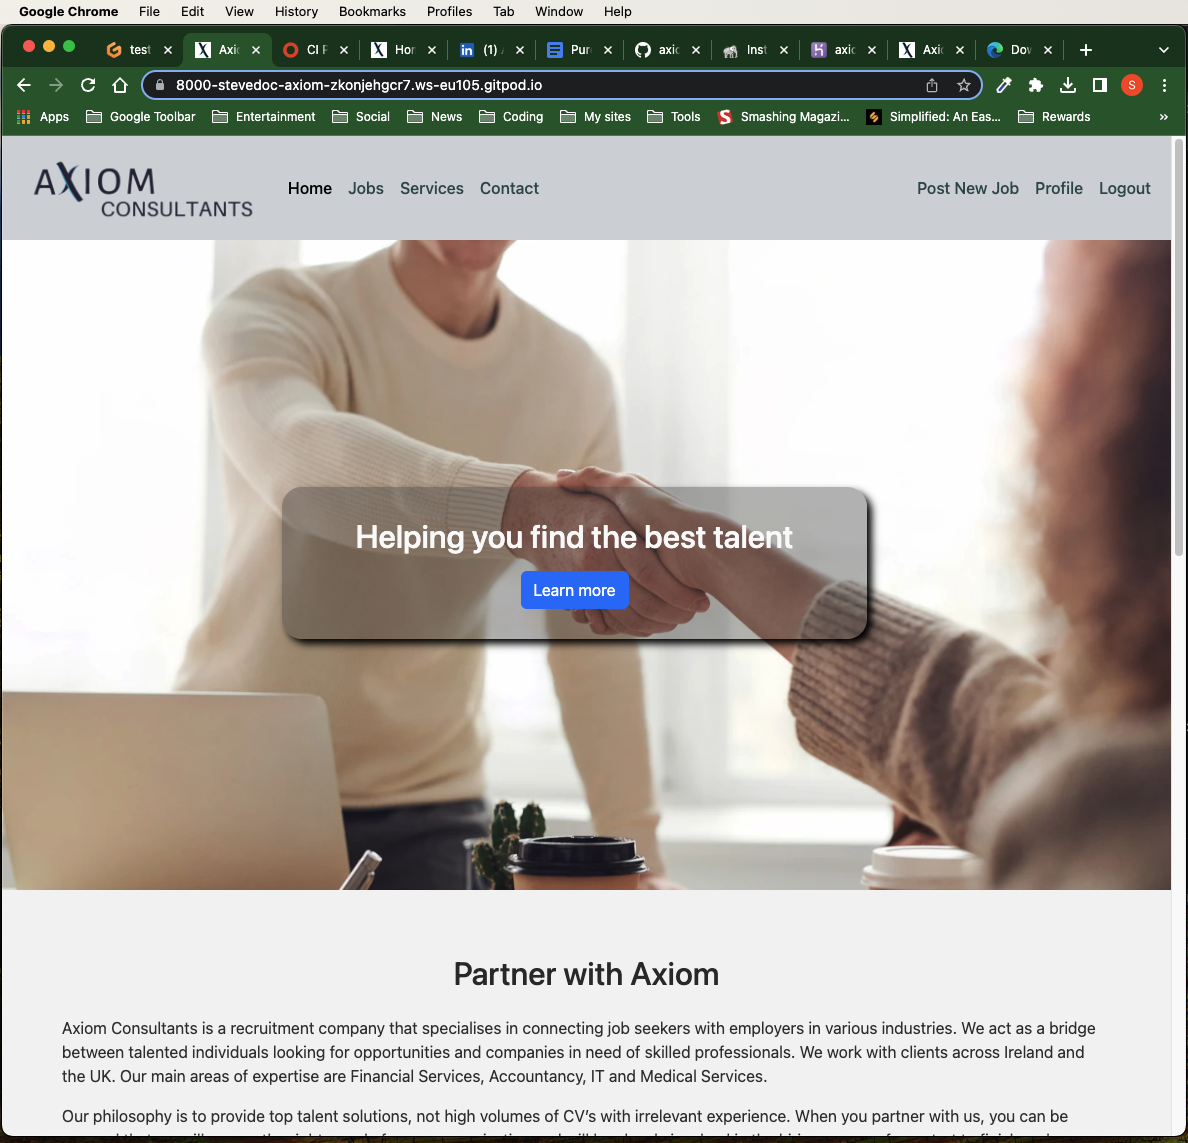 Google Chrome File Edit View History Bookmarks Profiles Tab Window Help
test Axio CI F Hor in (1) Pur axio Inst axio Axio Dov
8000-stevedoc-axiom-zkonjehgcr7.ws-eu105.gitpod.io S
Apps Google Toolbar Entertainment Social News Coding My sites Tools S Smashing Magazi... Simplified: An Eas... Rewards »
AXIOM
CONSULTANTS
Home Jobs Services Contact Post New Job Profile Logout
Helping you find the best talent
Learn more
Partner with Axiom
Axiom Consultants is a recruitment company that specialises in connecting job seekers with employers in various industries. We act as a bridge
between talented individuals looking for opportunities and companies in need of skilled professionals. We work with clients across Ireland and
the UK. Our main areas of expertise are Financial Services, Accountancy, IT and Medical Services.
Our philosophy is to provide top talent solutions, not high volumes of CV’s with irrelevant experience. When you partner with us, you can be